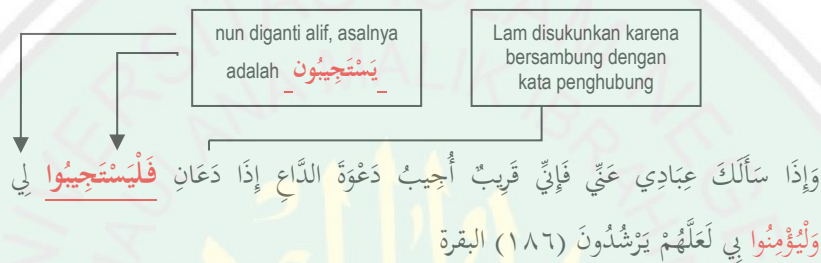 nun diganti alif, asalnya
adalah يَسْتَجِيبُون
Lam disukunkan karena
bersambung dengan
kata penghubung
وَإِذَا سَأَلَكَ عِبَادِي عَنِّي فَإِنِّي قَرِيبٌ أُجِيبُ دَعْوَةَ الدَّاعِ إِذَا دَعَانِ فَلْيَسْتَجِيبُوا لِي
وَلْيُؤْمِنُوا بِي لَعَلَّهُمْ يَرْشُدُونَ (١٨٦) البقرة